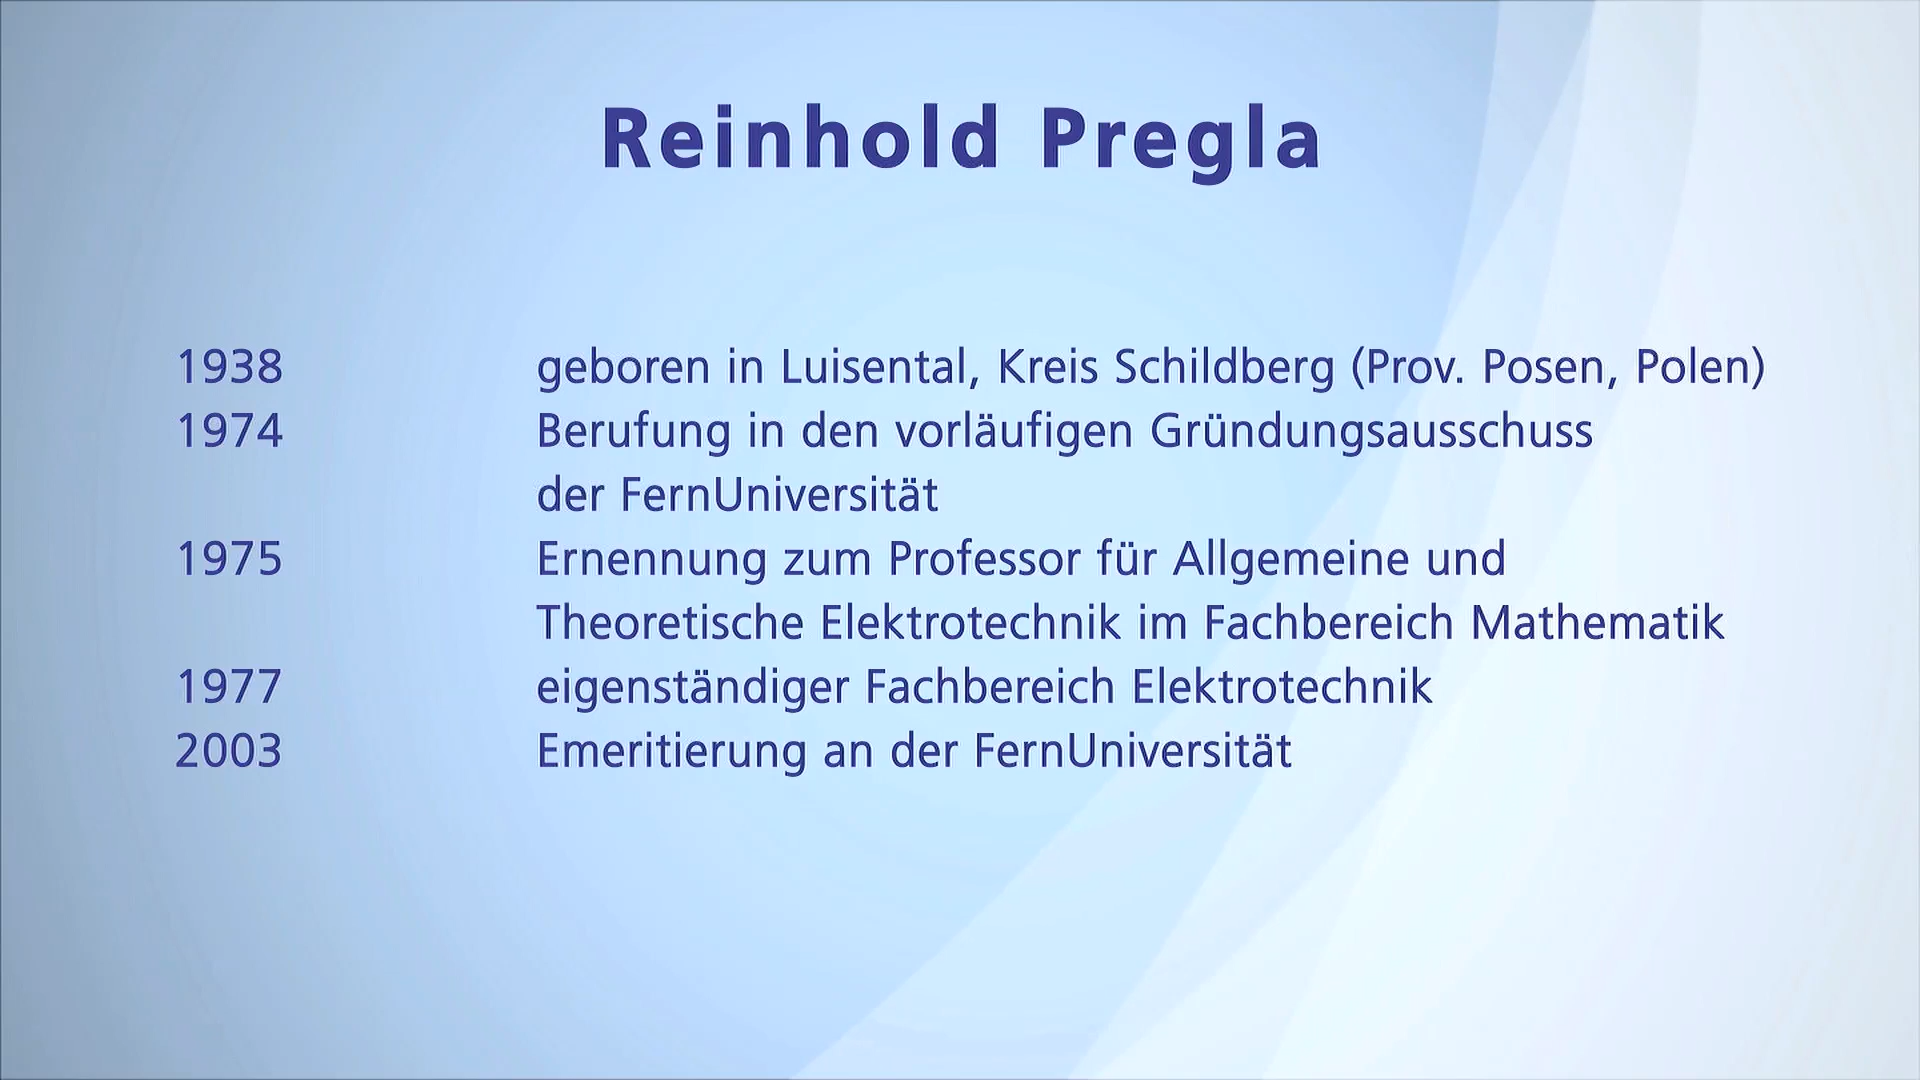 Reinhold Pregla
1938 geboren in Luisental, Kreis Schildberg (Prov. Posen, Polen)
1974 Berufung in den vorläufigen Gründungsausschuss
der FernUniversität
1975 Ernennung zum Professor für Allgemeine und
Theoretische Elektrotechnik im Fachbereich Mathematik
1977 eigenständiger Fachbereich Elektrotechnik
2003 Emeritierung an der FernUniversität